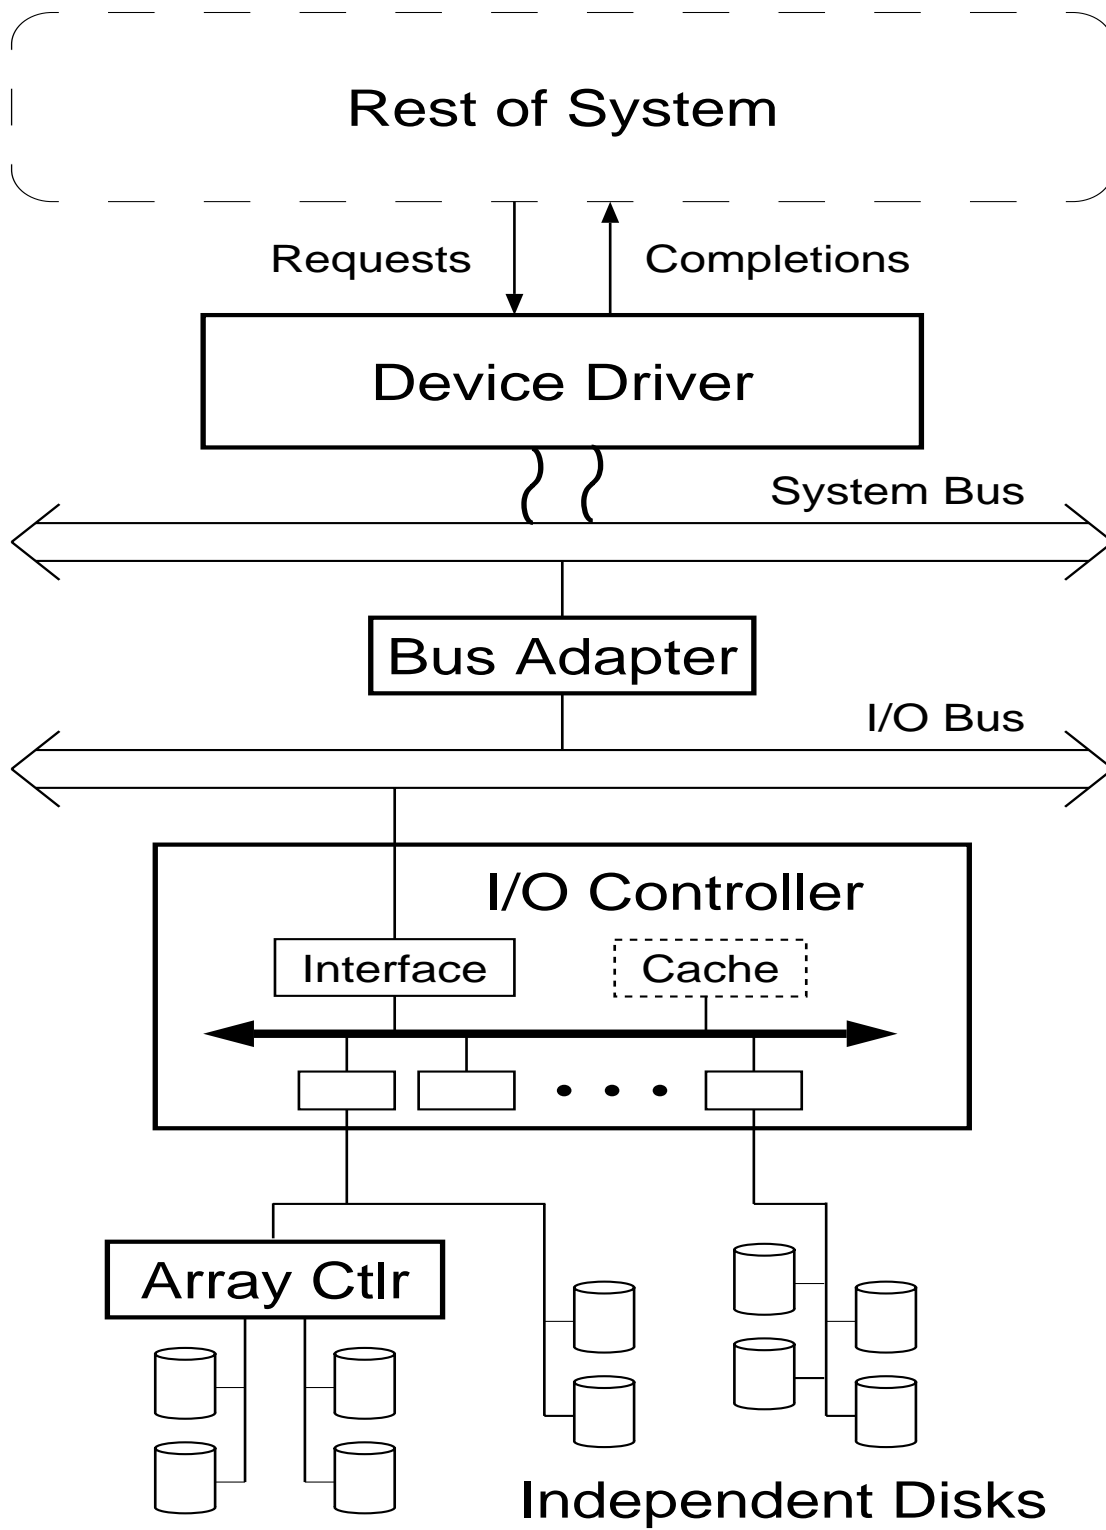 Rest of System
Requests
Completions
Device Driver
System Bus
Bus Adapter
I/O Bus
I/O Controller
Interface
Cache
Array Ctlr
Independent Disks